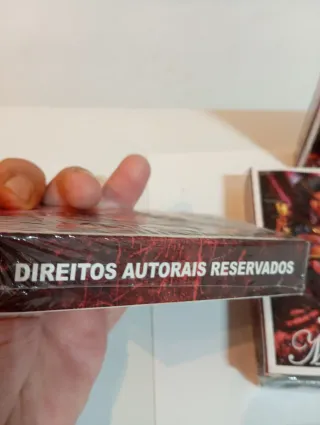 DIREITOS AUTORAIS RESERVADOS